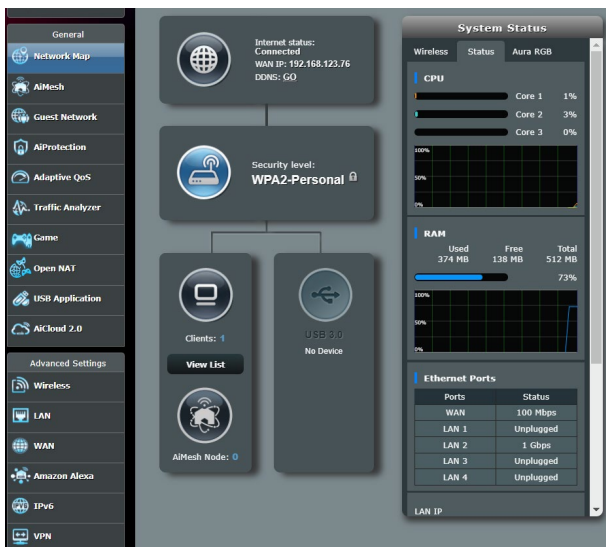 General
Network Map
AiMesh
Guest Network
AiProtection
Adaptive QoS
Traffic Analyzer
Game
Open NAT
USB Application
AiCloud 2.0
Advanced Settings
Wireless
LAN
WAN
Amazon Alexa
IPv6
VPN
Internet status:
Connected
WAN IP: 192.168.123.76
DDNS: GO
Security level:
WPA2-Personal
Clients: 1
View List
AiMesh Node: 0
USB 3.0
No Device
System Status
Wireless Status Aura RGB
CPU
Core 1 1%
Core 2 3%
Core 3 0%
100%
50%
0%
RAM
Used Free Total
374 MB 138 MB 512 MB
73%
100%
50%
0%
Ethernet Ports
Ports Status
WAN 100 Mbps
LAN 1 Unplugged
LAN 2 1 Gbps
LAN 3 Unplugged
LAN 4 Unplugged
LAN IP